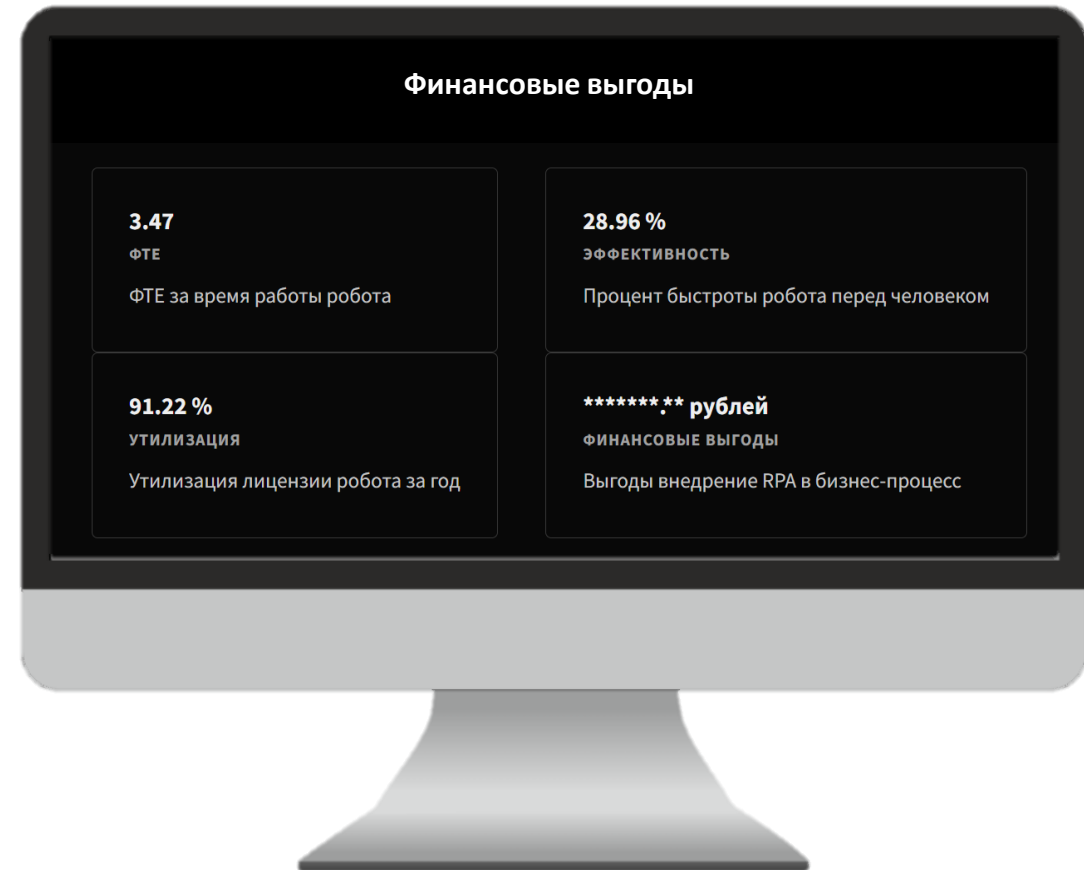 Финансовые выгоды
3.47
ФТЕ
ФТЕ за время работы робота
28.96 %
ЭФФЕКТИВНОСТЬ
Процент быстроты робота перед человеком
91.22 %
УТИЛИЗАЦИЯ
Утилизация лицензии робота за год
*******.** рублей
ФИНАНСОВЫЕ ВЫГОДЫ
Выгоды внедрение RPA в бизнес-процесс